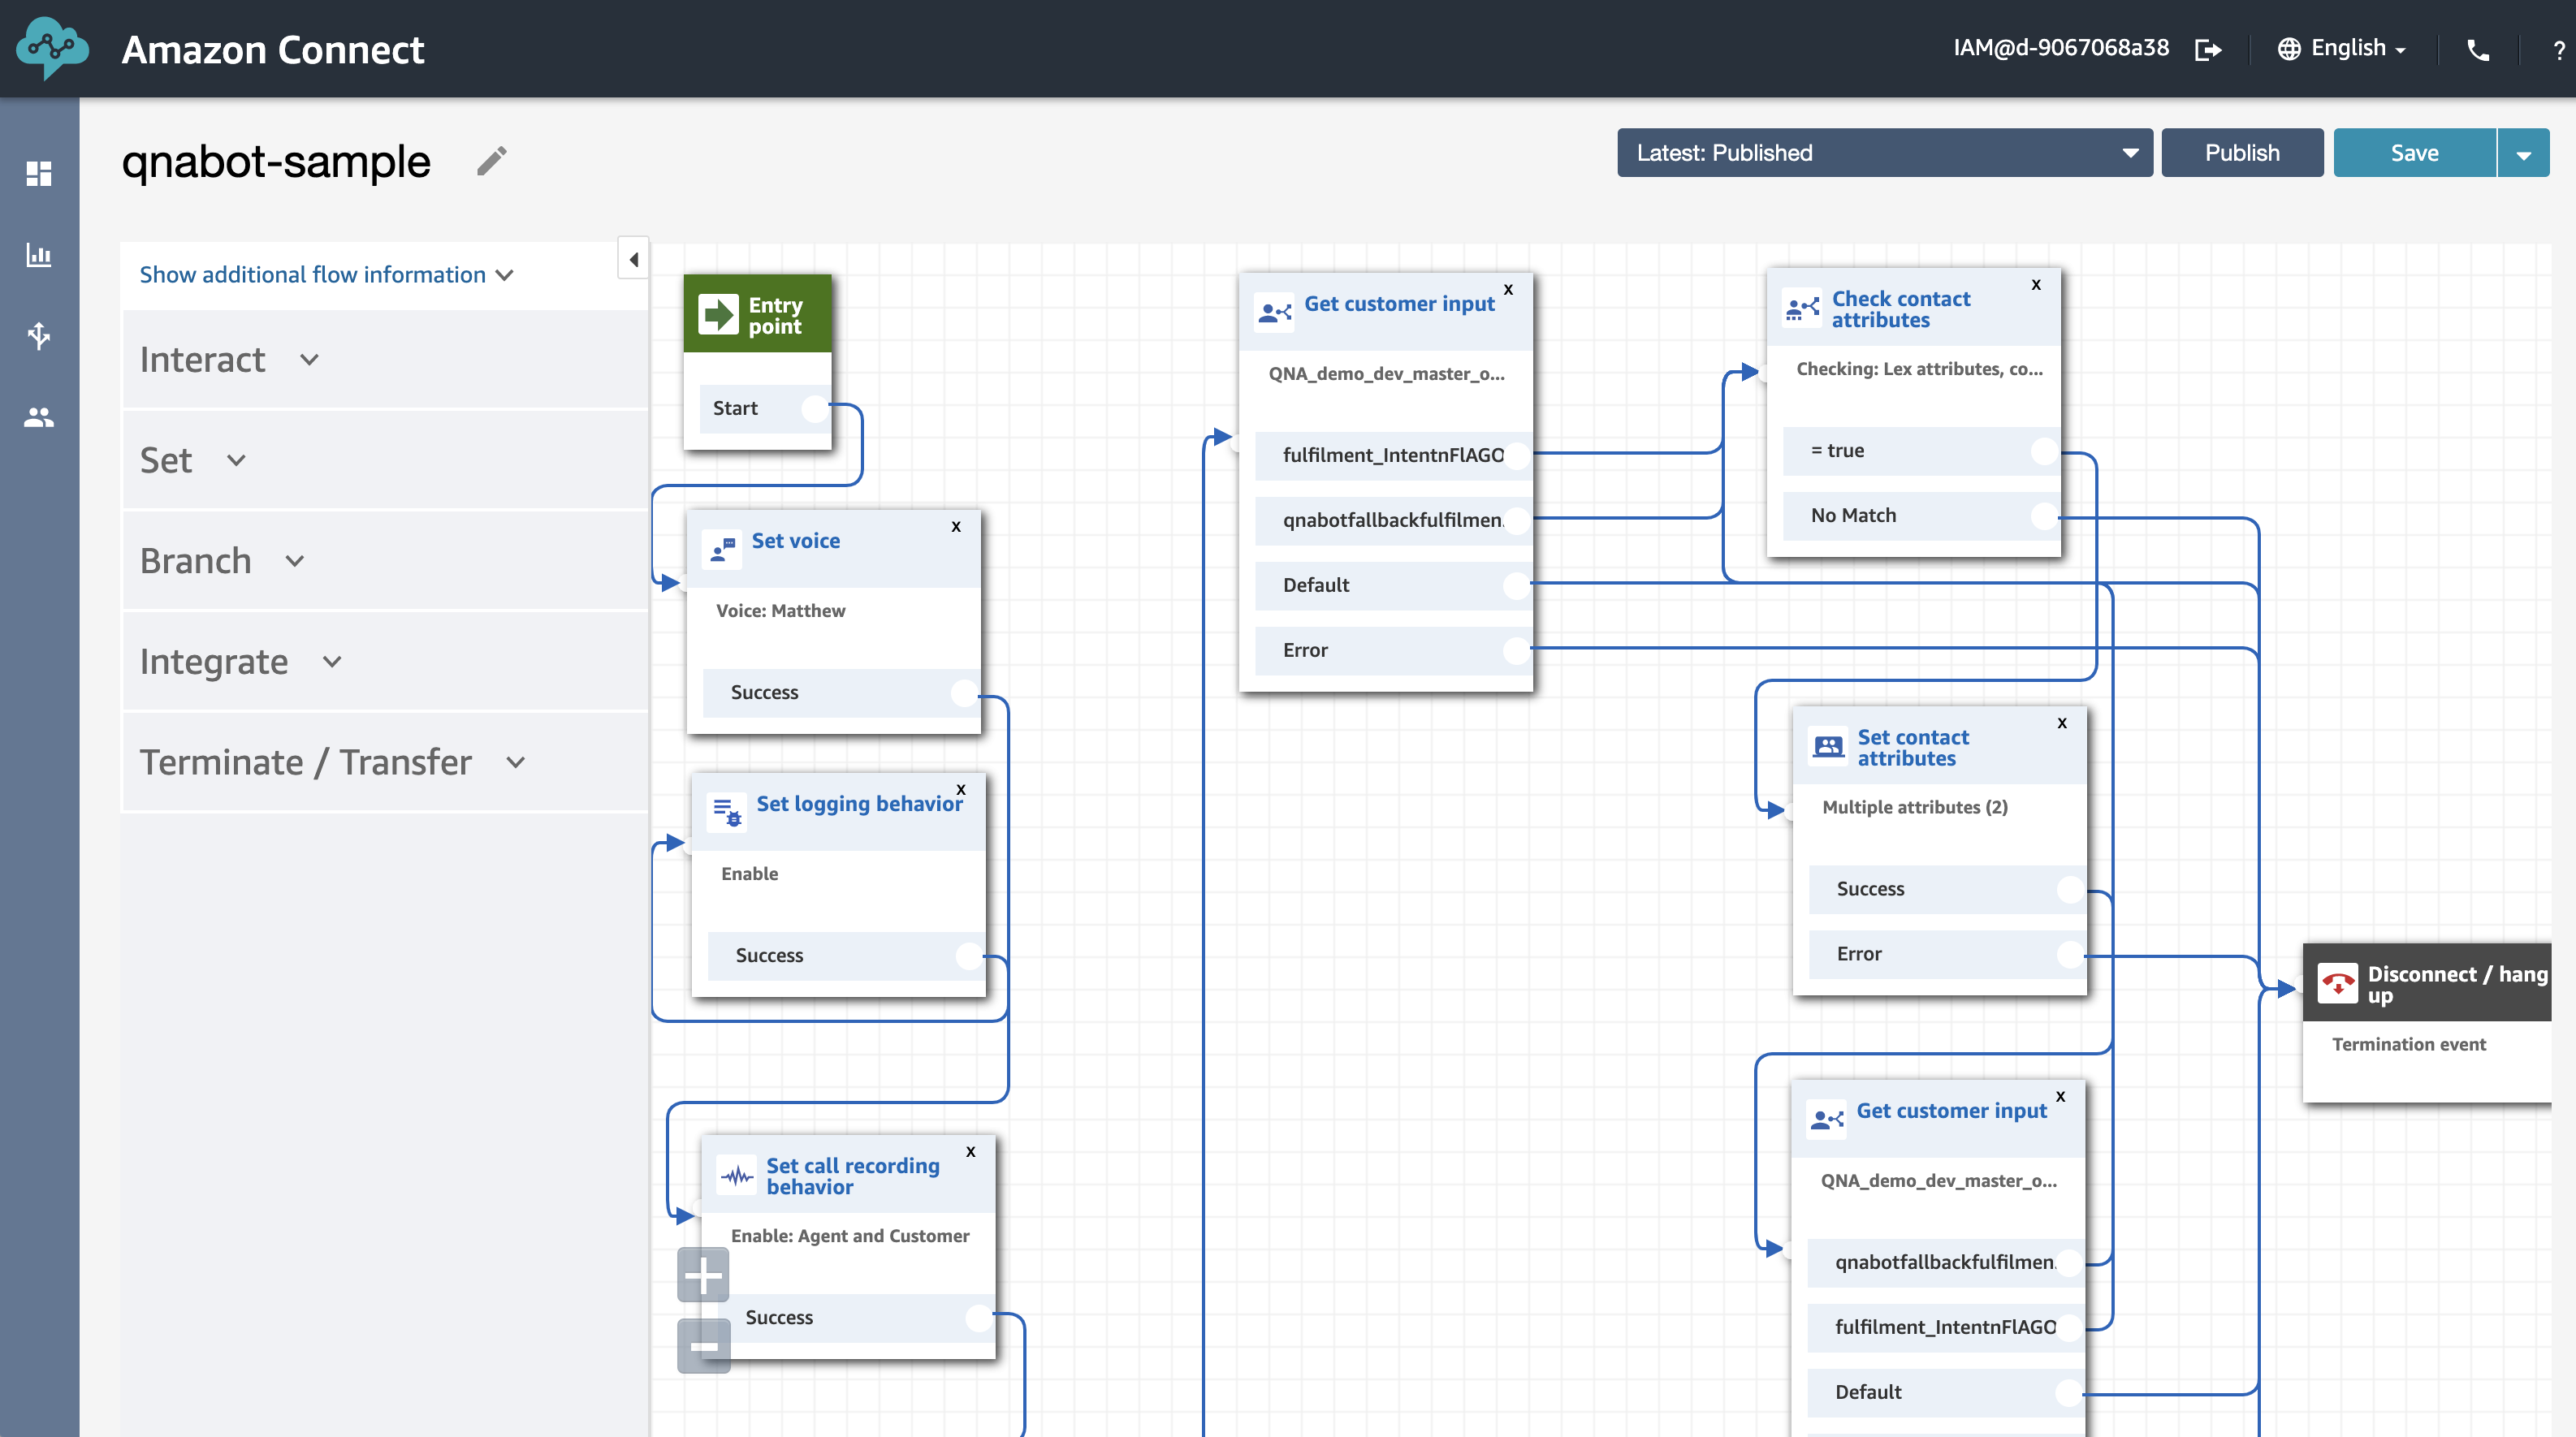 Amazon Connect
IAM@d-9067068a38
English
?
qnabot-sample
Latest: Published
Publish
Save
Show additional flow information
Interact
Set
Branch
Integrate
Terminate / Transfer
Entry
point
Start
Set voice
x
Voice: Matthew
Success
Set logging behavior
x
Enable
Success
Set call recording
behavior
x
Enable: Agent and Customer
Success
Get customer input
x
QNA_demo_dev_master_o...
fulfilment_IntentnFlAGO
qnabotfallbackfulfilmen.
Default
Error
Check contact
attributes
x
Checking: Lex attributes, co...
= true
No Match
Set contact
attributes
x
Multiple attributes (2)
Success
Error
Get customer input
x
QNA_demo_dev_master_o...
qnabotfallbackfulfilmen.
fulfilment_IntentnFlAGO
Default
Disconnect / hang
up
Termination event